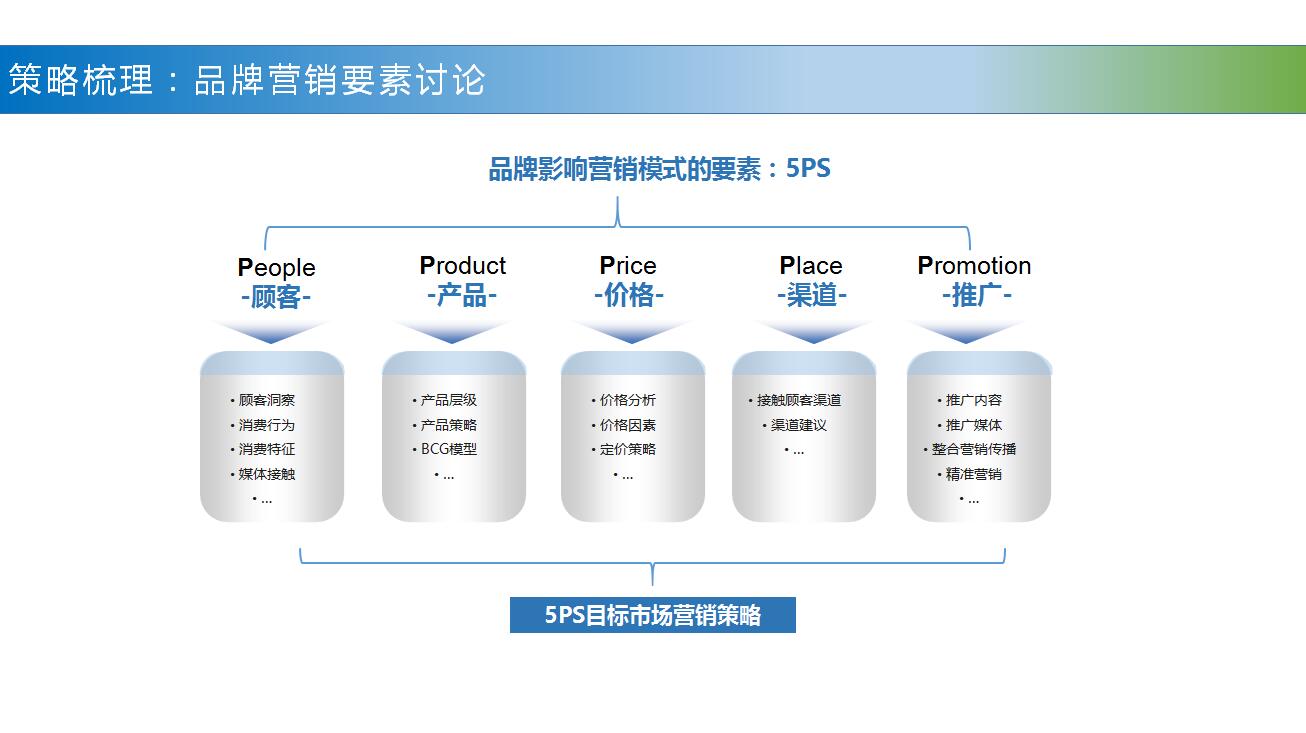 策略梳理：品牌营销要素讨论
品牌影响营销模式的要素：5PS
People
-顾客-
Product
-产品-
Price
-价格-
Place
-渠道-
Promotion
-推广-
• 顾客洞察
• 消费行为
• 消费特征
• 媒体接触
• ...
• 产品层级
• 产品策略
• BCG模型
• ...
• 价格分析
• 价格因素
• 定价策略
• ...
• 接触顾客渠道
• 渠道建议
• ...
• 推广内容
• 推广媒体
• 整合营销传播
• 精准营销
• ...
5PS目标市场营销策略